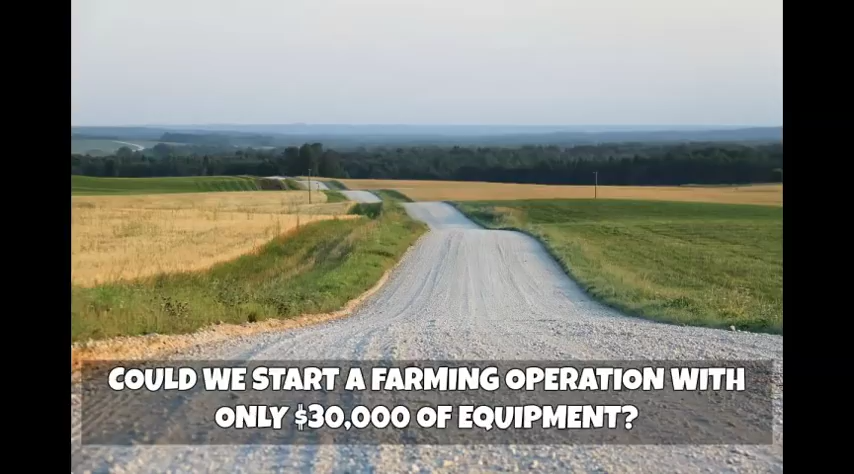 COULD WE START A FARMING OPERATION WITH
ONLY $30,000 OF EQUIPMENT?